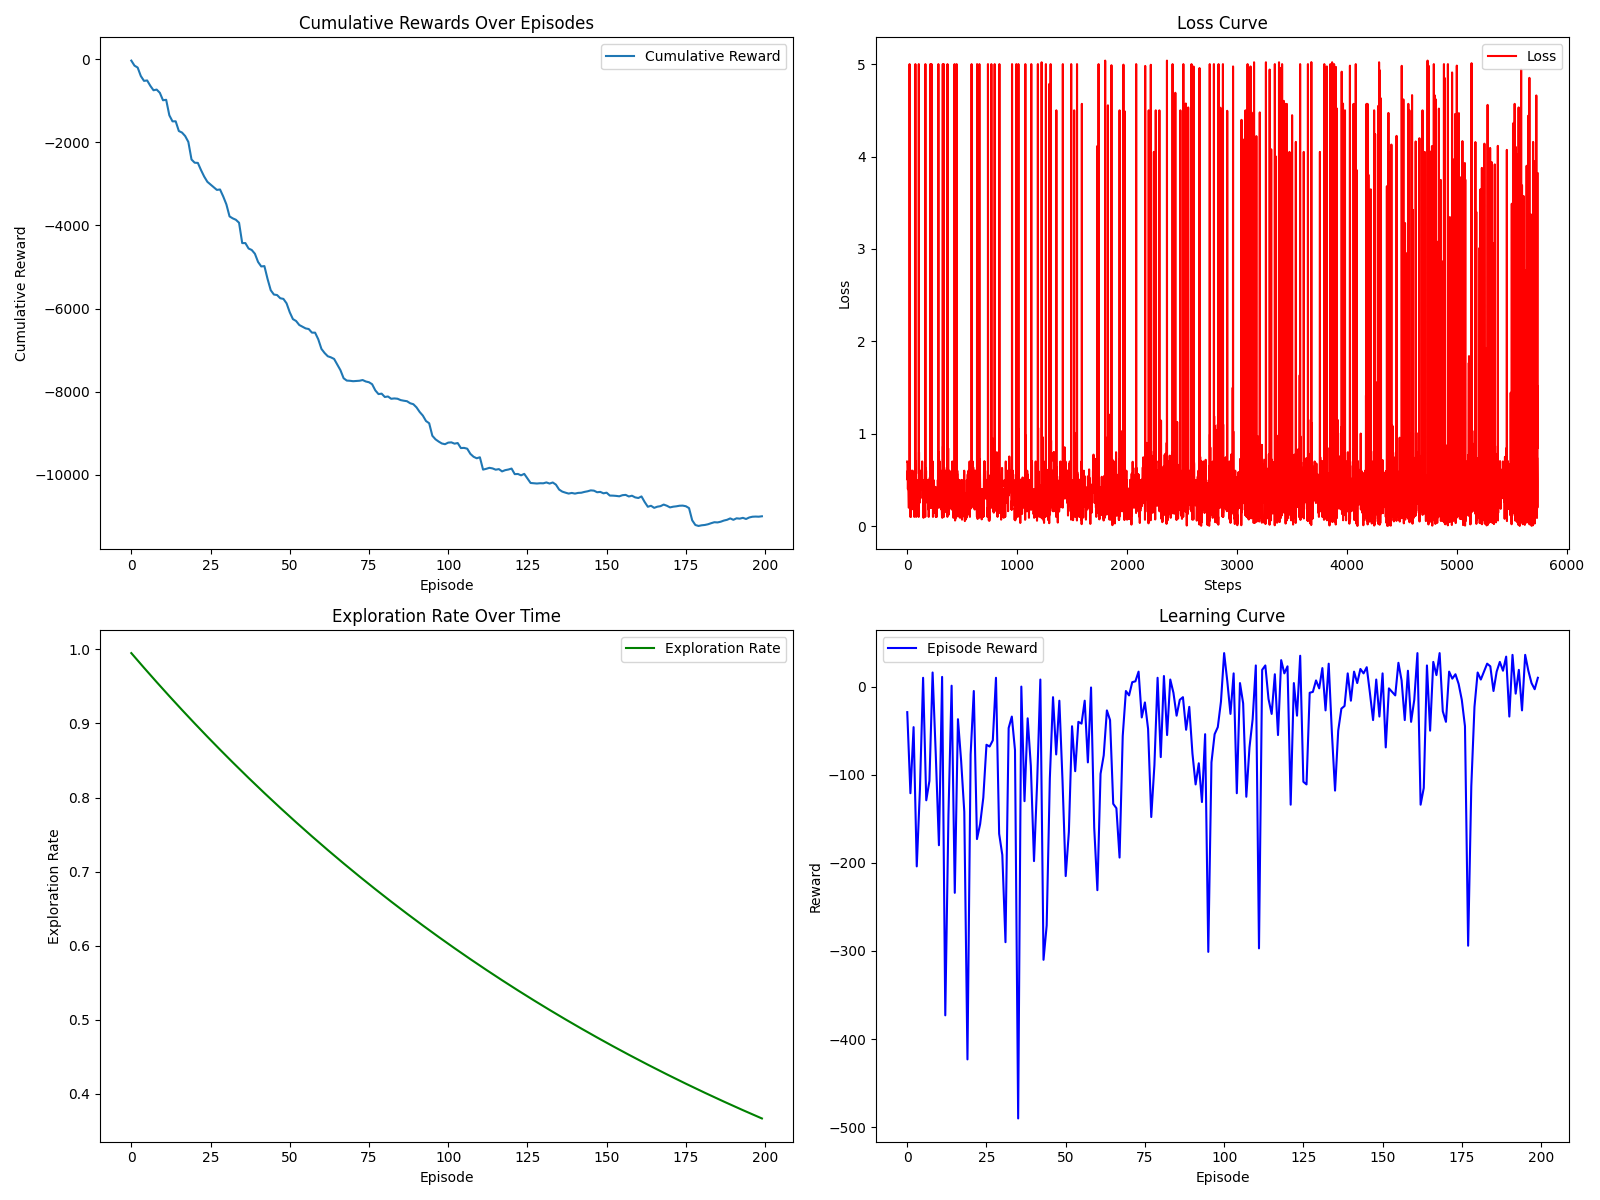 Cumulative Rewards Over Episodes
Cumulative Reward
0
−2000
−4000
−6000
−8000
−10000
Cumulative Reward
0 25 50 75 100 125 150 175 200
Episode
Loss Curve
Loss
5
4
3
2
1
0
Loss
0 1000 2000 3000 4000 5000 6000
Steps
Exploration Rate Over Time
Exploration Rate
1.0
0.9
0.8
0.7
0.6
0.5
0.4
Exploration Rate
0 25 50 75 100 125 150 175 200
Episode
Learning Curve
Episode Reward
0
−100
−200
−300
−400
−500
Reward
0 25 50 75 100 125 150 175 200
Episode